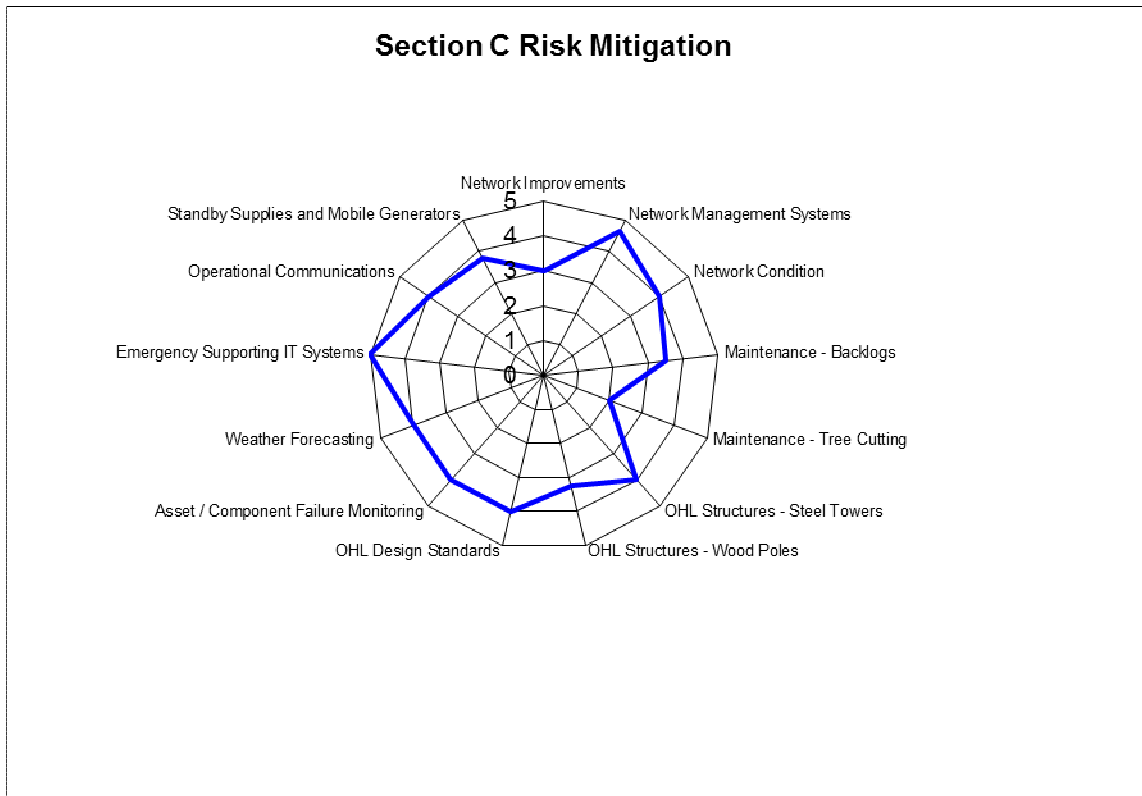 Section C Risk Mitigation
Network Improvements
5
Standby Supplies and Mobile Generators
Network Management Systems
4
Operational Communications
3
Network Condition
2
1
Emergency Supporting IT Systems
Maintenance - Backlogs
0
Weather Forecasting
Maintenance - Tree Cutting
Asset / Component Failure Monitoring
OHL Structures - Steel Towers
OHL Design Standards
OHL Structures - Wood Poles